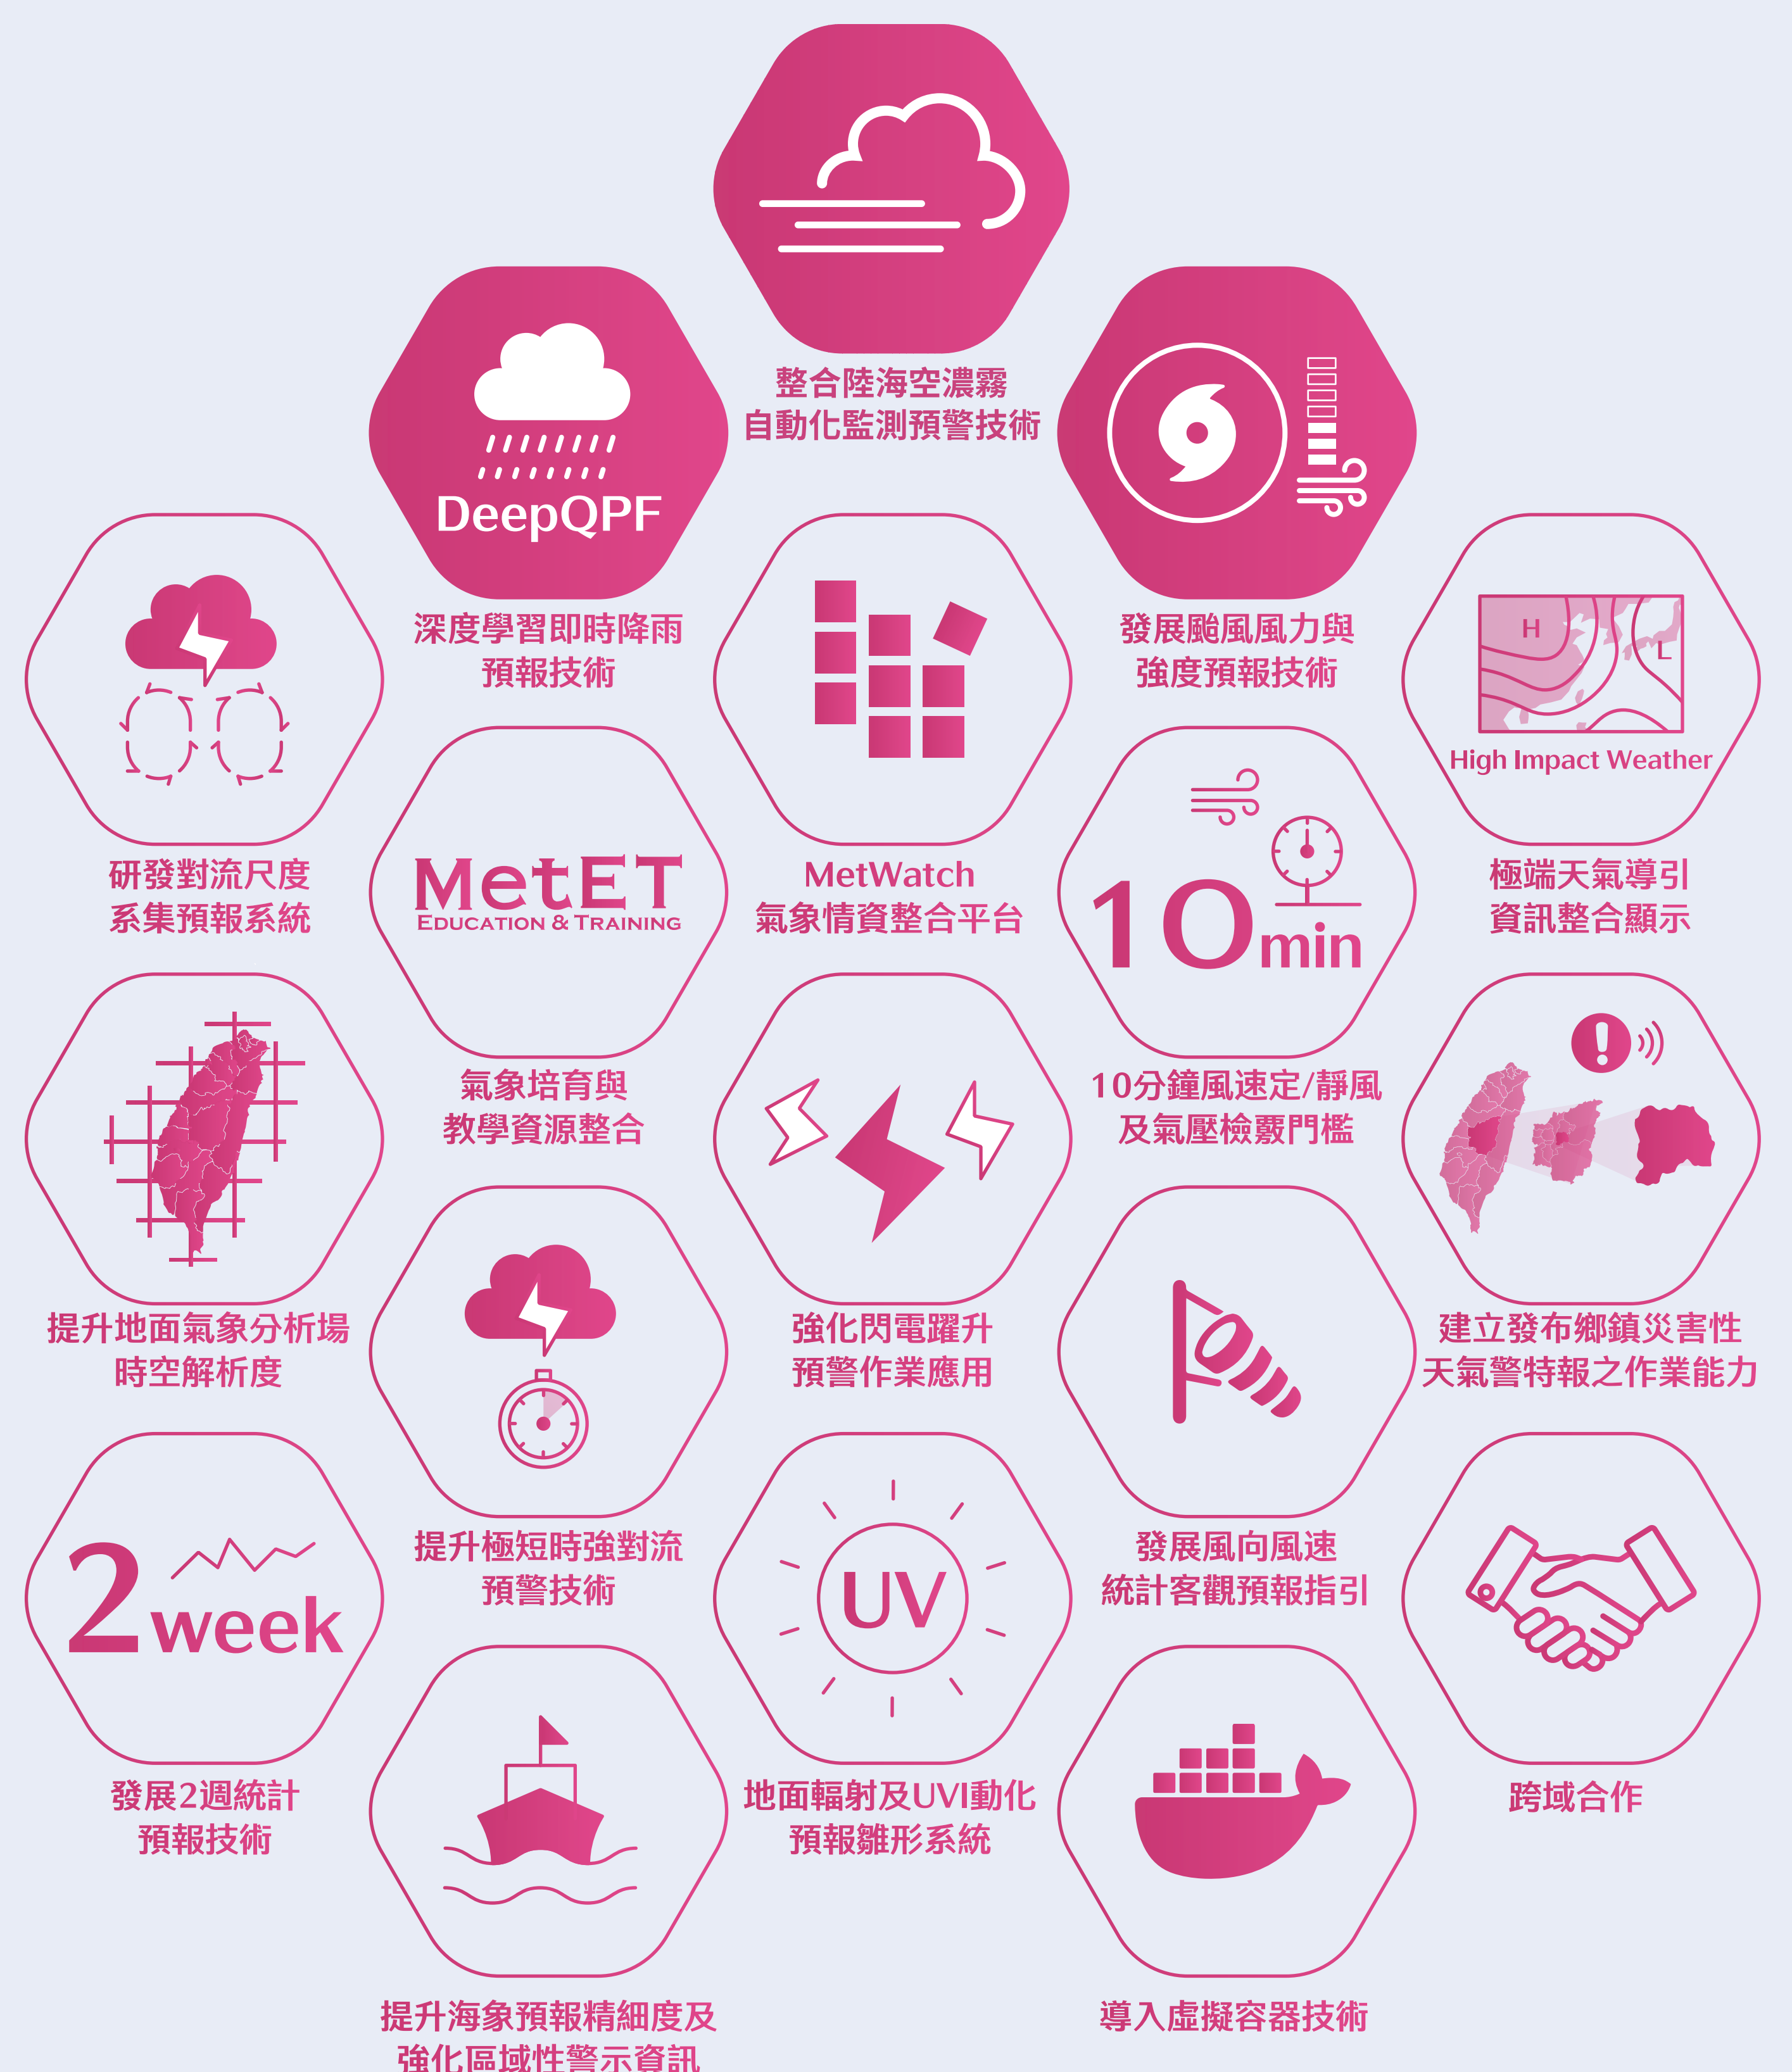 整合陸海空濃霧
自動化監測預警技術
DeepQPF
深度學習即時降雨
預報技術
發展颱風風力與
強度預報技術
研發對流尺度
系集預報系統
MetWatch
氣象情資整合平台
H
L
High Impact Weather
極端天氣導引
資訊整合顯示
MetET
EDUCATION & TRAINING
氣象培育與
教學資源整合
10min
10分鐘風速定/靜風
及氣壓檢覈門檻
提升地面氣象分析場
時空解析度
強化閃電躍升
預警作業應用
建立發布鄉鎮災害性
天氣警特報之作業能力
提升極短時強對流
預警技術
發展風向風速
統計客觀預報指引
2week
發展2週統計
預報技術
UV
地面輻射及UVI動化
預報雛形系統
跨域合作
提升海象預報精細度及
強化區域性警示資訊
導入虛擬容器技術